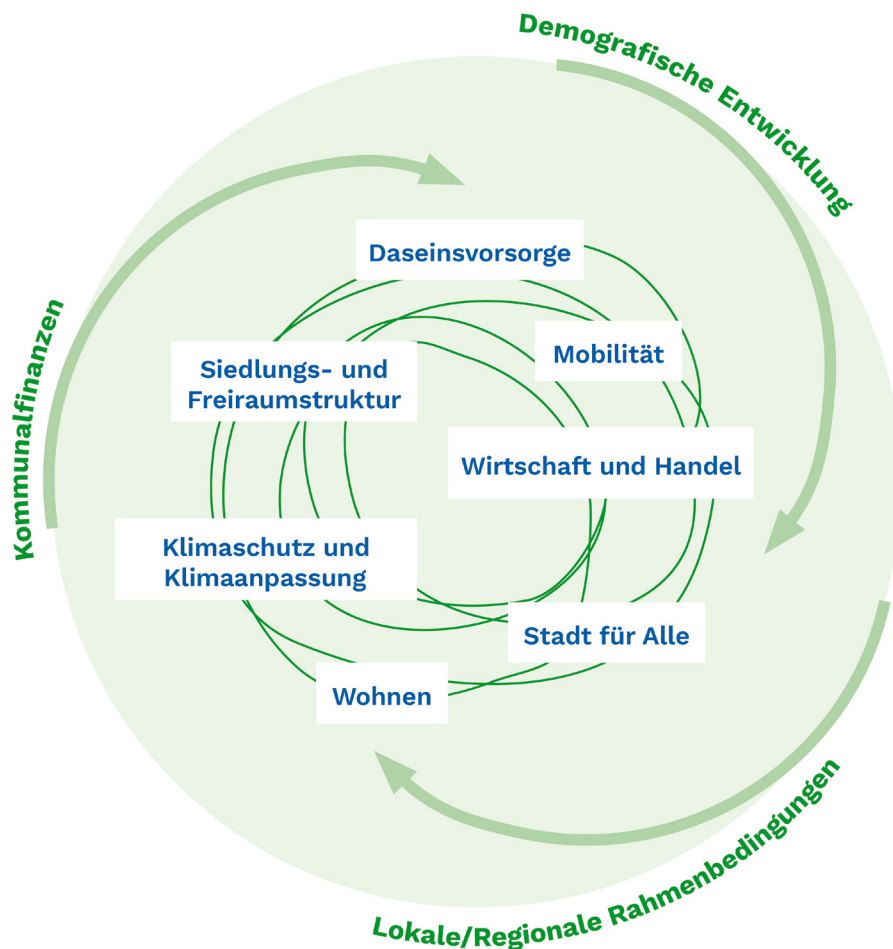 Demografische Entwicklung
Kommunalfinanzen
Daseinsvorsorge
Mobilität
Siedlungs- und
Freiraumstruktur
Wirtschaft und Handel
Klimaschutz und
Klimaanpassung
Stadt für Alle
Wohnen
Lokale/Regionale Rahmenbedingungen